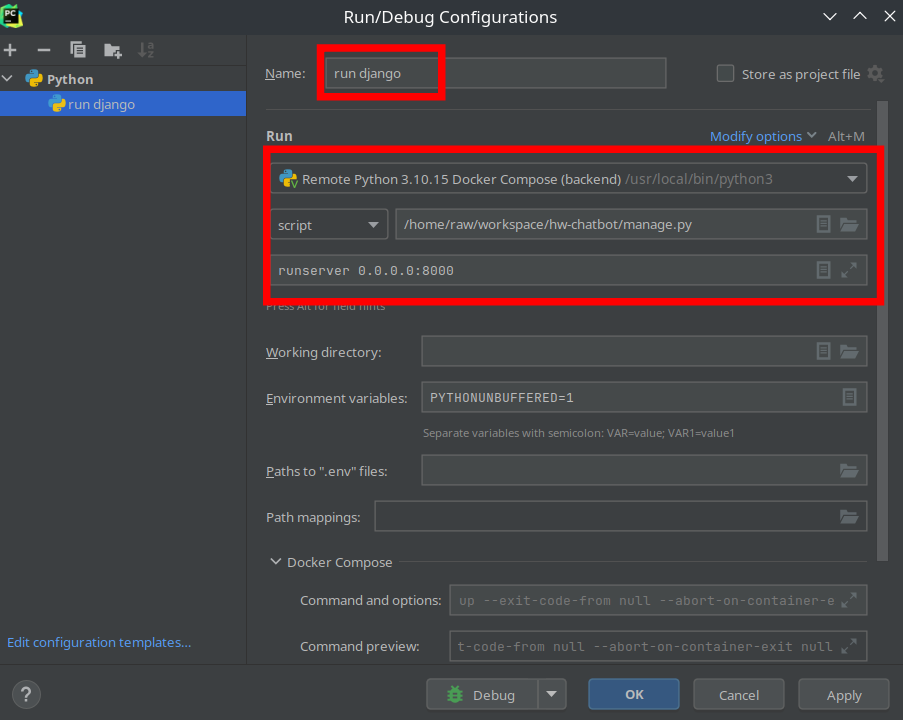 PC
Run/Debug Configurations
Python
run django
Name:
run django
Store as project file
Run
Modify options
Alt+M
Remote Python 3.10.15 Docker Compose (backend) /usr/local/bin/python3
script
/home/raw/workspace/hw-chatbot/manage.py
runserver 0.0.0.0:8000
Press Alt for field hints
Working directory:
Environment variables:
PYTHONUNBUFFERED=1
Separate variables with semicolon: VAR=value; VAR1=value1
Paths to ".env" files:
Path mappings:
Docker Compose
Command and options:
up --exit-code-from null --abort-on-container-e
Command preview:
t-code-from null --abort-on-container-exit null
Edit configuration templates...
?
Debug
OK
Cancel
Apply